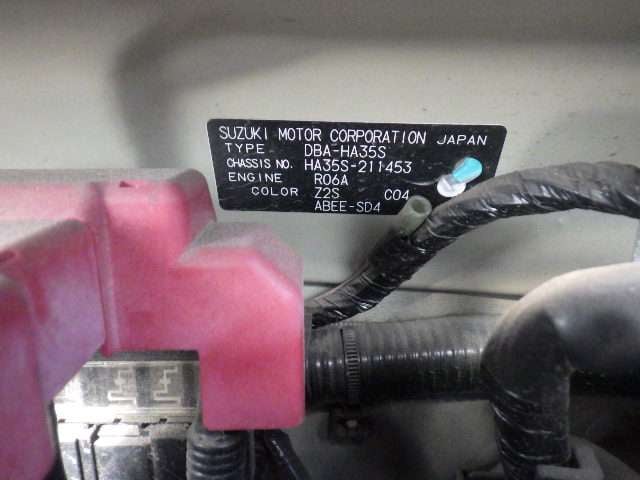 SUZUKI MOTOR CORPORATION JAPAN
TYPE DBA-HA35S
CHASSIS NO. HA35S-211453
ENGINE R06A
COLOR Z2S C04
ABEE-SD4